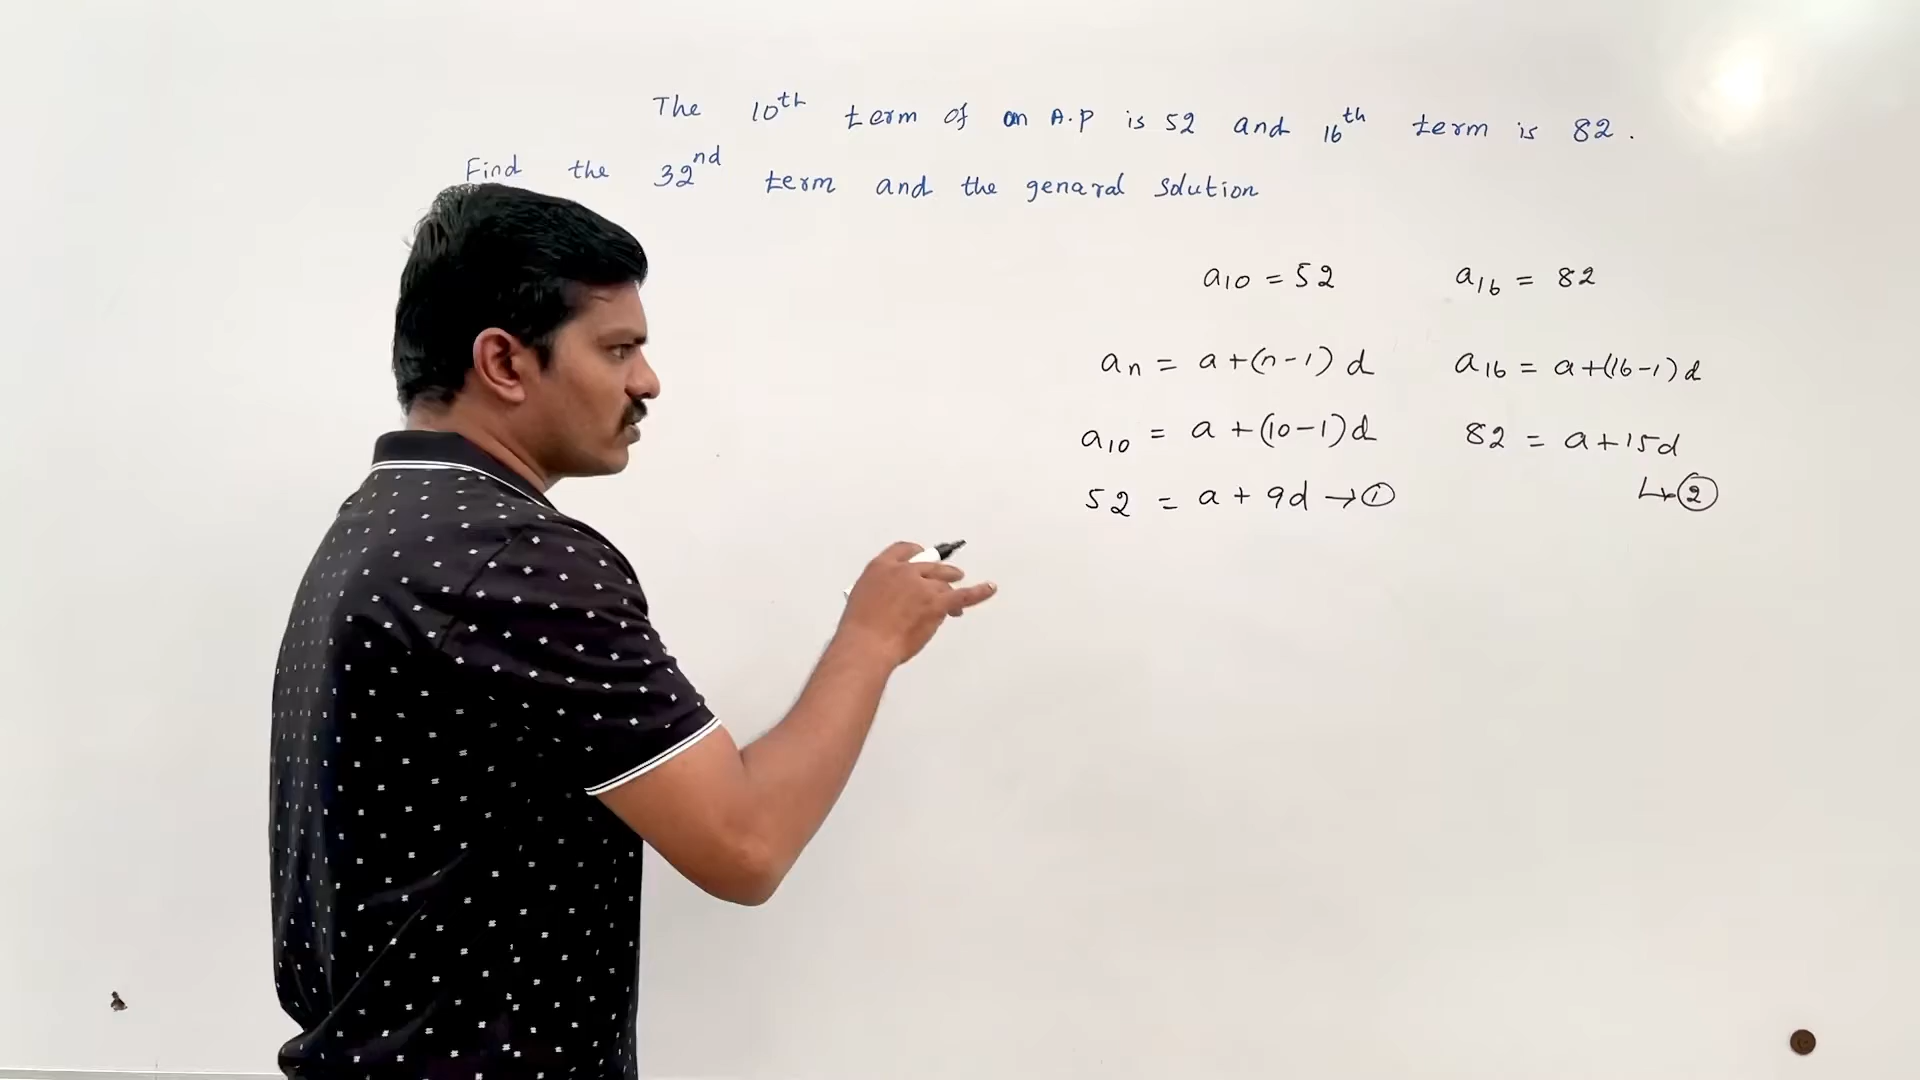 The 10th term of an A.P is 52 and 16th term is 82.
Find the 32nd term and the genaral solution
a10 = 52
a16 = 82
an = a+(n-1) d
a16 = a+(16-1) d
a10 = a +(10-1)d
82 = a+15d
52 = a + 9d → ①
↳ ②